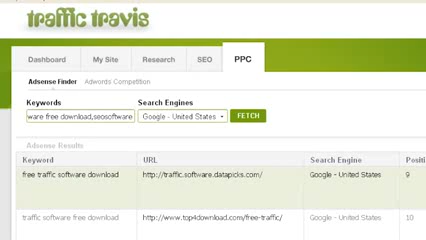 traffic travis
Dashboard My Site Research SEO PPC
Adsense Finder Adwords Competition
Keywords Search Engines
ware free download,seosoftware Google - United States FETCH
Adsense Results
Keyword URL Search Engine Positi
free traffic software download http://traffic.software.datapicks.com/ Google - United States 9
traffic software free download http://www.top4download.com/free-traffic/ Google - United States 10